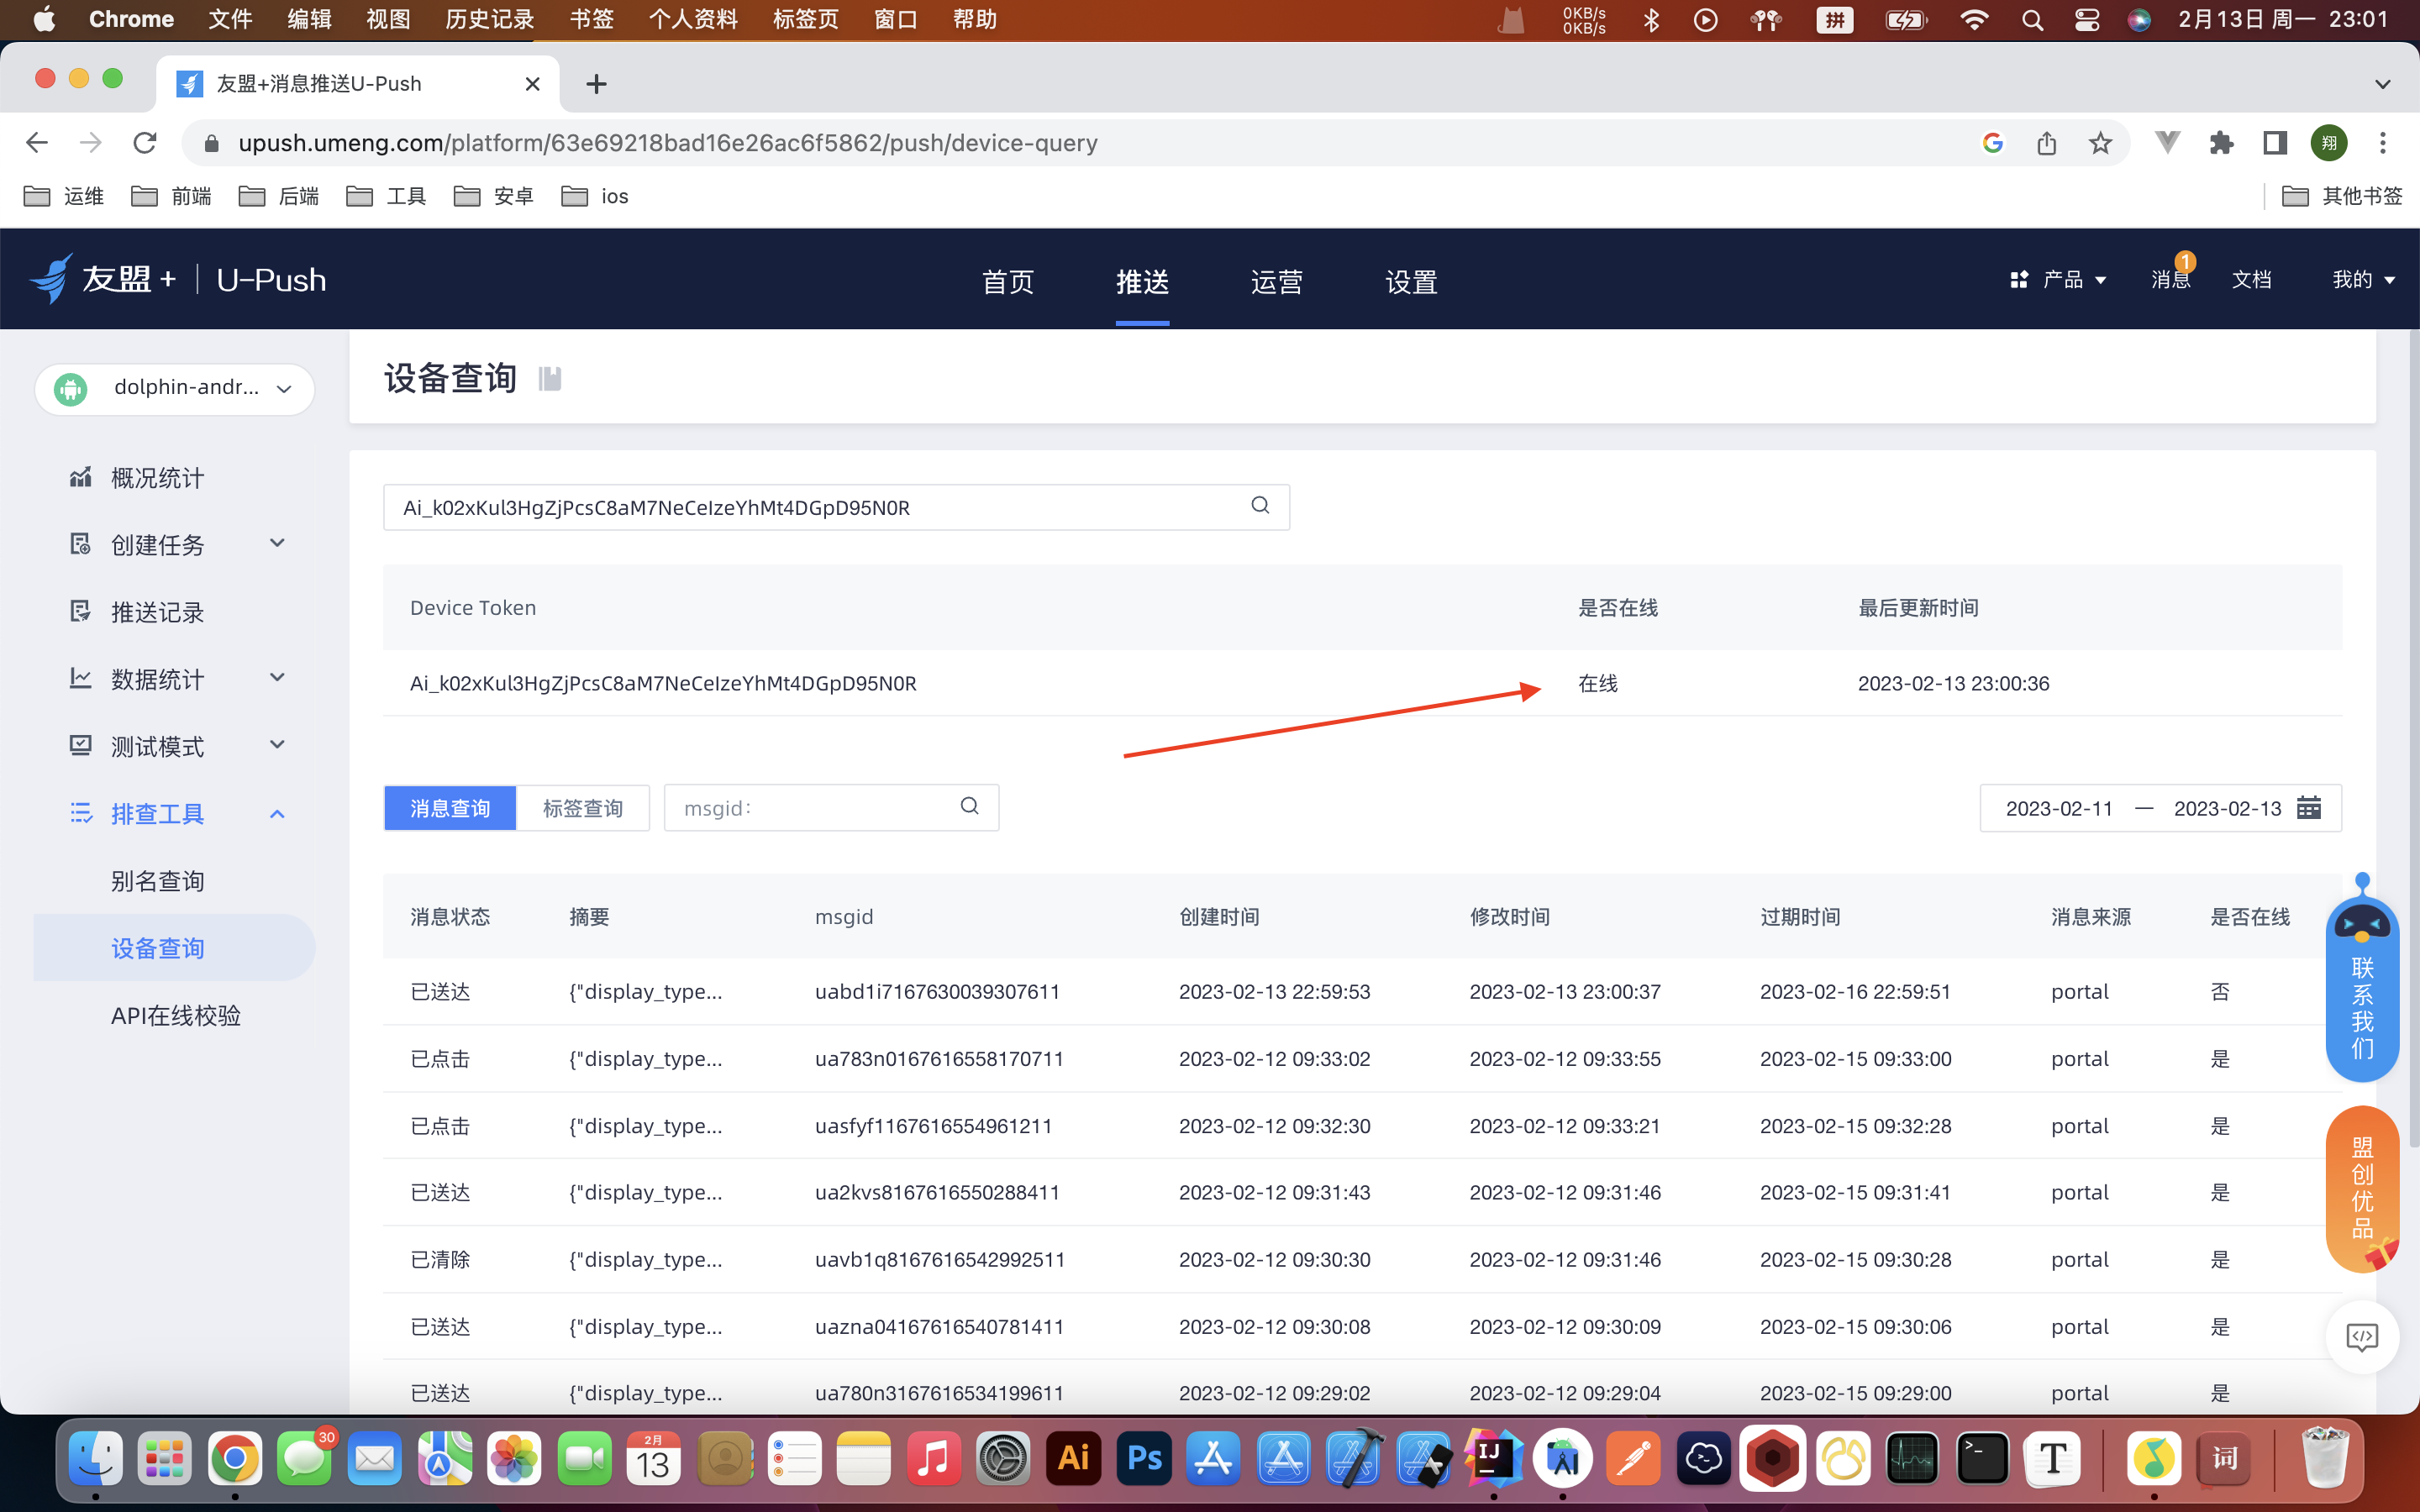 Chrome 文件 编辑 视图 历史记录 书签 个人资料 标签页 窗口 帮助 0KB/s 0KB/s 拼 2月13日 周一 23:01
友盟+消息推送U-Push
upush.umeng.com/platform/63e69218bad16e26ac6f5862/push/device-query 翔
运维 前端 后端 工具 安卓 ios 其他书签
友盟+ U-Push 首页 推送 运营 设置 产品 消息 1 文档 我的
dolphin-andr...
概况统计
创建任务
推送记录
数据统计
测试模式
排查工具
别名查询
设备查询
API在线校验
设备查询
Ai_k02xKul3HgZjPcsC8aM7NeCeIzeYhMt4DGpD95N0R
Device Token 是否在线 最后更新时间
Ai_k02xKul3HgZjPcsC8aM7NeCeIzeYhMt4DGpD95N0R 在线 2023-02-13 23:00:36
消息查询 标签查询 msgid: 2023-02-11 — 2023-02-13
消息状态 摘要 msgid 创建时间 修改时间 过期时间 消息来源 是否在线
已送达 {"display_type... uabd1i7167630039307611 2023-02-13 22:59:53 2023-02-13 23:00:37 2023-02-16 22:59:51 portal 否
已点击 {"display_type... ua783n0167616558170711 2023-02-12 09:33:02 2023-02-12 09:33:55 2023-02-15 09:33:00 portal 是
已点击 {"display_type... uasfyf1167616554961211 2023-02-12 09:32:30 2023-02-12 09:33:21 2023-02-15 09:32:28 portal 是
已送达 {"display_type... ua2kvs8167616550288411 2023-02-12 09:31:43 2023-02-12 09:31:46 2023-02-15 09:31:41 portal 是
已清除 {"display_type... uavb1q8167616542992511 2023-02-12 09:30:30 2023-02-12 09:31:46 2023-02-15 09:30:28 portal 是
已送达 {"display_type... uazna04167616540781411 2023-02-12 09:30:08 2023-02-12 09:30:09 2023-02-15 09:30:06 portal 是
已送达 {"display_type... ua780n3167616534199611 2023-02-12 09:29:02 2023-02-12 09:29:04 2023-02-15 09:29:00 portal 是
联系我们
盟创优品
30 2月 13 Ai Ps IJ T 词